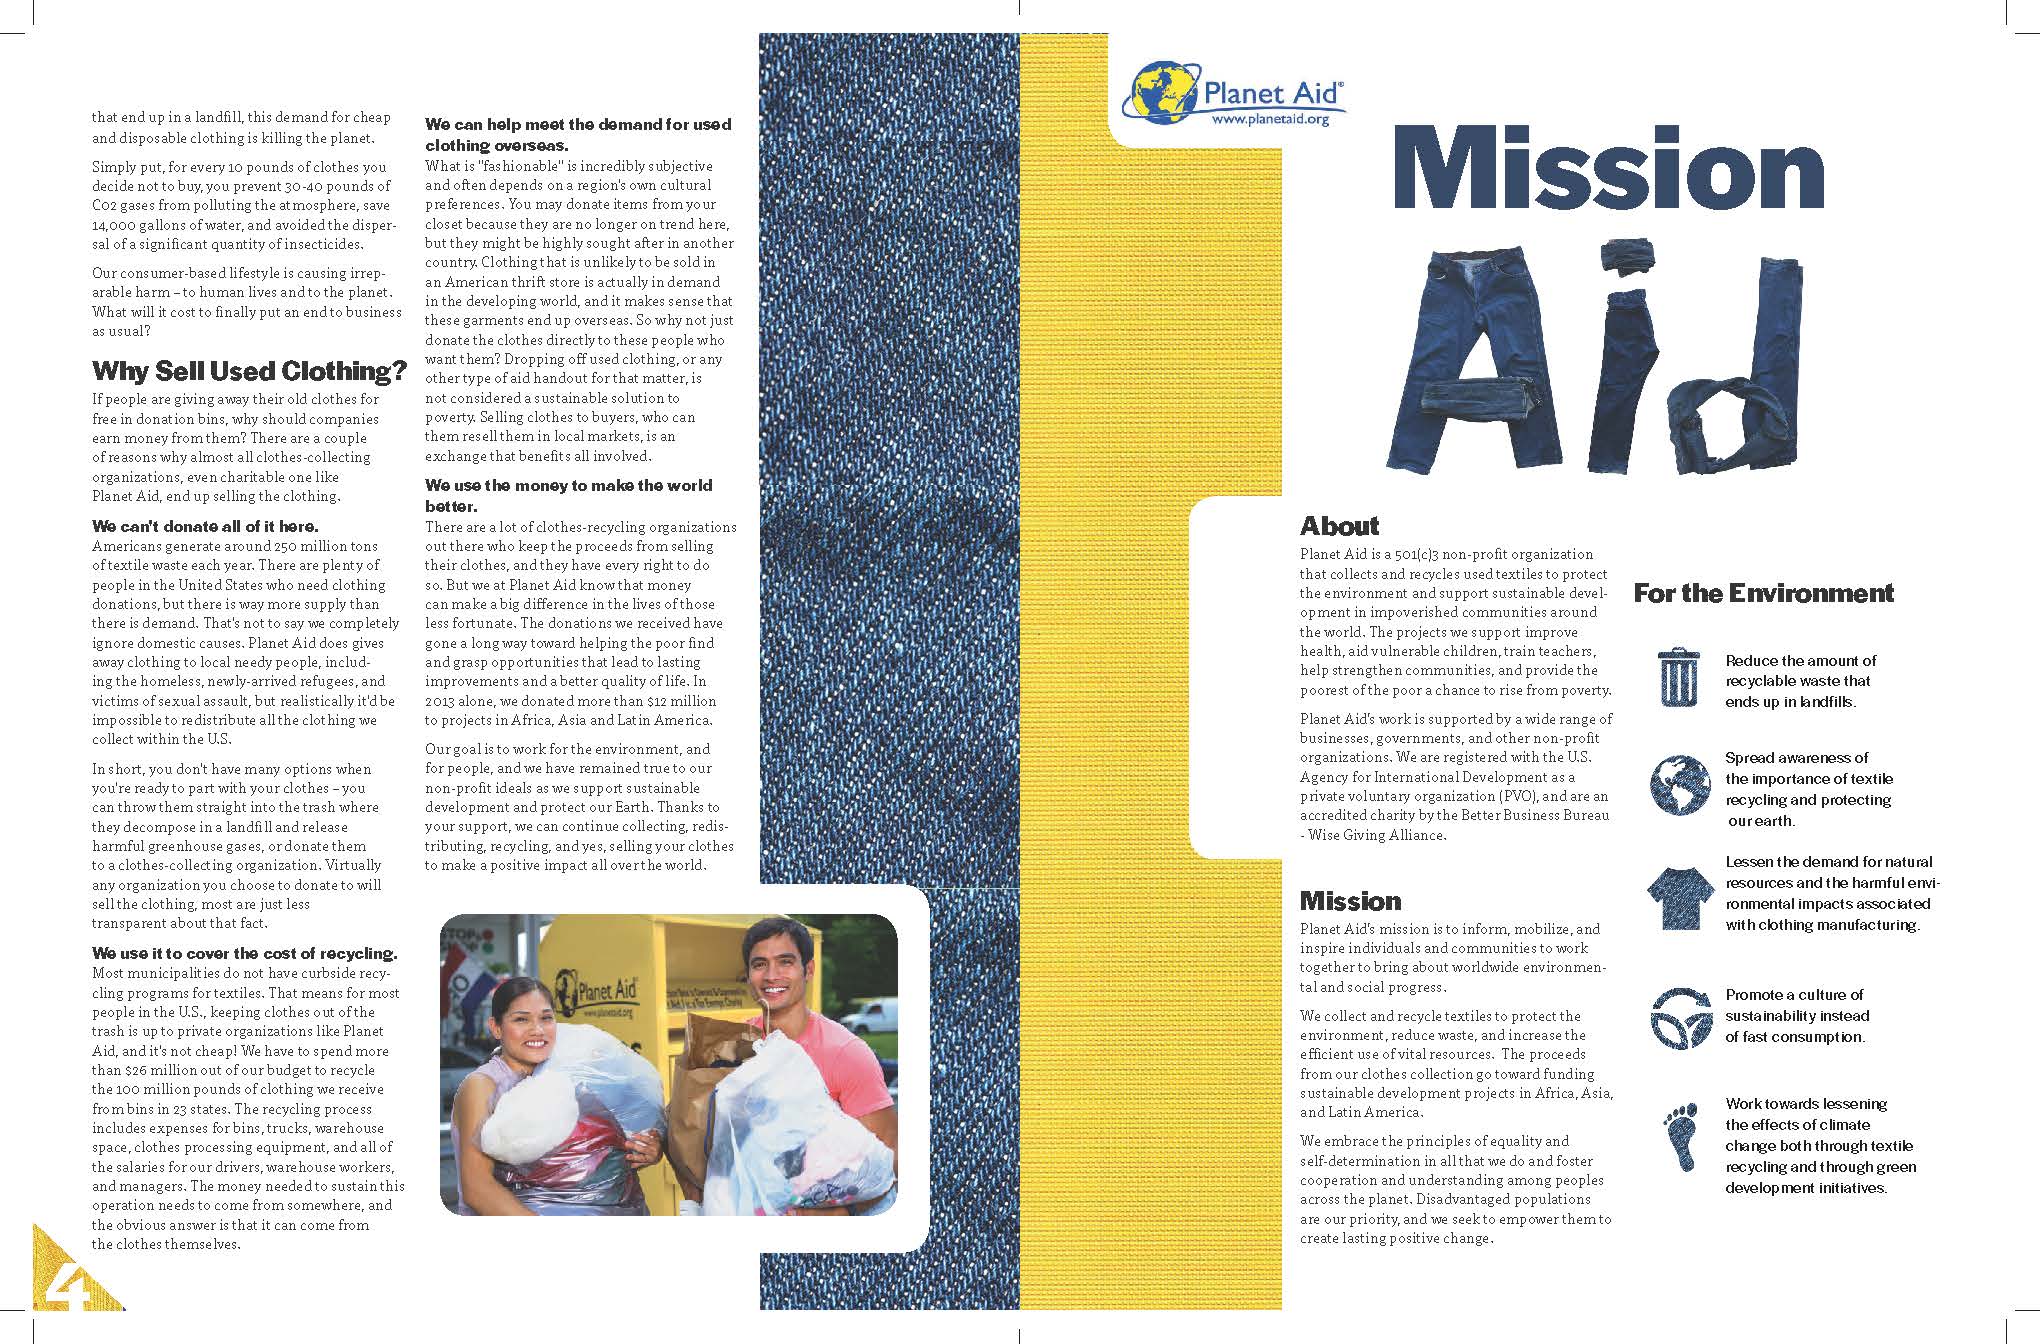 that end up in a landfill, this demand for cheap
and disposable clothing is killing the planet.
Simply put, for every 10 pounds of clothes you
decide not to buy, you prevent 30-40 pounds of
C02 gases from polluting the atmosphere, save
14,000 gallons of water, and avoided the disper-
sal of a significant quantity of insecticides.
Our consumer-based lifestyle is causing irrep-
arable harm – to human lives and to the planet.
What will it cost to finally put an end to business
as usual?
Why Sell Used Clothing?
If people are giving away their old clothes for
free in donation bins, why should companies
earn money from them? There are a couple
of reasons why almost all clothes-collecting
organizations, even charitable one like
Planet Aid, end up selling the clothing.
We can't donate all of it here.
Americans generate around 250 million tons
of textile waste each year. There are plenty of
people in the United States who need clothing
donations, but there is way more supply than
there is demand. That's not to say we completely
ignore domestic causes. Planet Aid does gives
away clothing to local needy people, includ-
ing the homeless, newly-arrived refugees, and
victims of sexual assault, but realistically it'd be
impossible to redistribute all the clothing we
collect within the U.S.
In short, you don't have many options when
you're ready to part with your clothes – you
can throw them straight into the trash where
they decompose in a landfill and release
harmful greenhouse gases, or donate them
to a clothes-collecting organization. Virtually
any organization you choose to donate to will
sell the clothing, most are just less
transparent about that fact.
We use it to cover the cost of recycling.
Most municipalities do not have curbside recy-
cling programs for textiles. That means for most
people in the U.S., keeping clothes out of the
trash is up to private organizations like Planet
Aid, and it's not cheap! We have to spend more
than $26 million out of our budget to recycle
the 100 million pounds of clothing we receive
from bins in 23 states. The recycling process
includes expenses for bins, trucks, warehouse
space, clothes processing equipment, and all of
the salaries for our drivers, warehouse workers,
and managers. The money needed to sustain this
operation needs to come from somewhere, and
the obvious answer is that it can come from
the clothes themselves.
4
We can help meet the demand for used
clothing overseas.
What is "fashionable" is incredibly subjective
and often depends on a region's own cultural
preferences. You may donate items from your
closet because they are no longer on trend here,
but they might be highly sought after in another
country. Clothing that is unlikely to be sold in
an American thrift store is actually in demand
in the developing world, and it makes sense that
these garments end up overseas. So why not just
donate the clothes directly to these people who
want them? Dropping off used clothing, or any
other type of aid handout for that matter, is
not considered a sustainable solution to
poverty. Selling clothes to buyers, who can
them resell them in local markets, is an
exchange that benefits all involved.
We use the money to make the world
better.
There are a lot of clothes-recycling organizations
out there who keep the proceeds from selling
their clothes, and they have every right to do
so. But we at Planet Aid know that money
can make a big difference in the lives of those
less fortunate. The donations we received have
gone a long way toward helping the poor find
and grasp opportunities that lead to lasting
improvements and a better quality of life. In
2013 alone, we donated more than $12 million
to projects in Africa, Asia and Latin America.
Our goal is to work for the environment, and
for people, and we have remained true to our
non-profit ideals as we support sustainable
development and protect our Earth. Thanks to
your support, we can continue collecting, redis-
tributing, recycling, and yes, selling your clothes
to make a positive impact all over the world.
Planet Aid
www.planetaid.org
Planet Aid®
www.planetaid.org
Mission
Aid
About
Planet Aid is a 501(c)3 non-profit organization
that collects and recycles used textiles to protect
the environment and support sustainable devel-
opment in impoverished communities around
the world. The projects we support improve
health, aid vulnerable children, train teachers,
help strengthen communities, and provide the
poorest of the poor a chance to rise from poverty.
Planet Aid's work is supported by a wide range of
businesses, governments, and other non-profit
organizations. We are registered with the U.S.
Agency for International Development as a
private voluntary organization (PVO), and are an
accredited charity by the Better Business Bureau
- Wise Giving Alliance.
Mission
Planet Aid's mission is to inform, mobilize, and
inspire individuals and communities to work
together to bring about worldwide environmen-
tal and social progress.
We collect and recycle textiles to protect the
environment, reduce waste, and increase the
efficient use of vital resources. The proceeds
from our clothes collection go toward funding
sustainable development projects in Africa, Asia,
and Latin America.
We embrace the principles of equality and
self-determination in all that we do and foster
cooperation and understanding among peoples
across the planet. Disadvantaged populations
are our priority, and we seek to empower them to
create lasting positive change.
For the Environment
Reduce the amount of
recyclable waste that
ends up in landfills.
Spread awareness of
the importance of textile
recycling and protecting
our earth.
Lessen the demand for natural
resources and the harmful envi-
ronmental impacts associated
with clothing manufacturing.
Promote a culture of
sustainability instead
of fast consumption.
Work towards lessening
the effects of climate
change both through textile
recycling and through green
development initiatives.